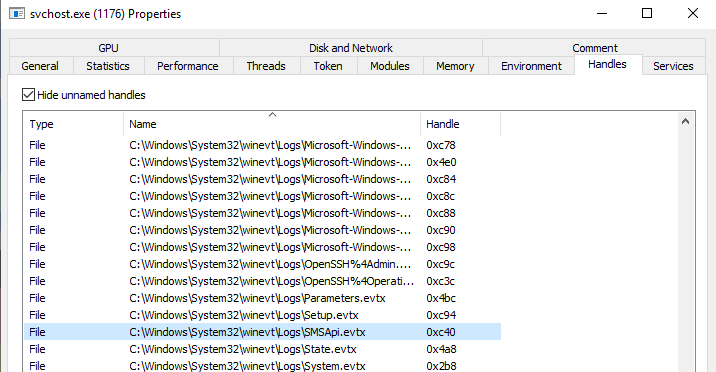 svchost.exe (1176) Properties
GPU Disk and Network Comment
General Statistics Performance Threads Token Modules Memory Environment Handles Services
Hide unnamed handles
Type Name Handle
File C:\Windows\System32\winevt\Logs\Microsoft-Windows-... 0xc78
File C:\Windows\System32\winevt\Logs\Microsoft-Windows-... 0x4e0
File C:\Windows\System32\winevt\Logs\Microsoft-Windows-... 0xc84
File C:\Windows\System32\winevt\Logs\Microsoft-Windows-... 0xc8c
File C:\Windows\System32\winevt\Logs\Microsoft-Windows-... 0xc88
File C:\Windows\System32\winevt\Logs\Microsoft-Windows-... 0xc90
File C:\Windows\System32\winevt\Logs\Microsoft-Windows-... 0xc98
File C:\Windows\System32\winevt\Logs\OpenSSH%4Admin.... 0xc9c
File C:\Windows\System32\winevt\Logs\OpenSSH%4Operati... 0xc3c
File C:\Windows\System32\winevt\Logs\Parameters.evtx 0x4bc
File C:\Windows\System32\winevt\Logs\Setup.evtx 0xc94
File C:\Windows\System32\winevt\Logs\SMSApi.evtx 0xc40
File C:\Windows\System32\winevt\Logs\State.evtx 0x4a8
File C:\Windows\System32\winevt\Logs\System.evtx 0x2b8